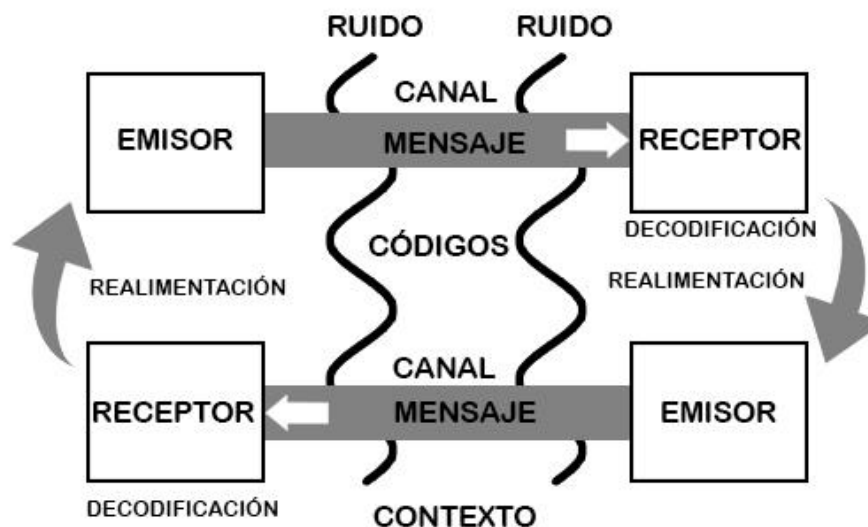 RUIDO RUIDO
CANAL
EMISOR MENSAJE RECEPTOR
DECODIFICACIÓN
CÓDIGOS
REALIMENTACIÓN REALIMENTACIÓN
CANAL
RECEPTOR MENSAJE EMISOR
DECODIFICACIÓN
CONTEXTO